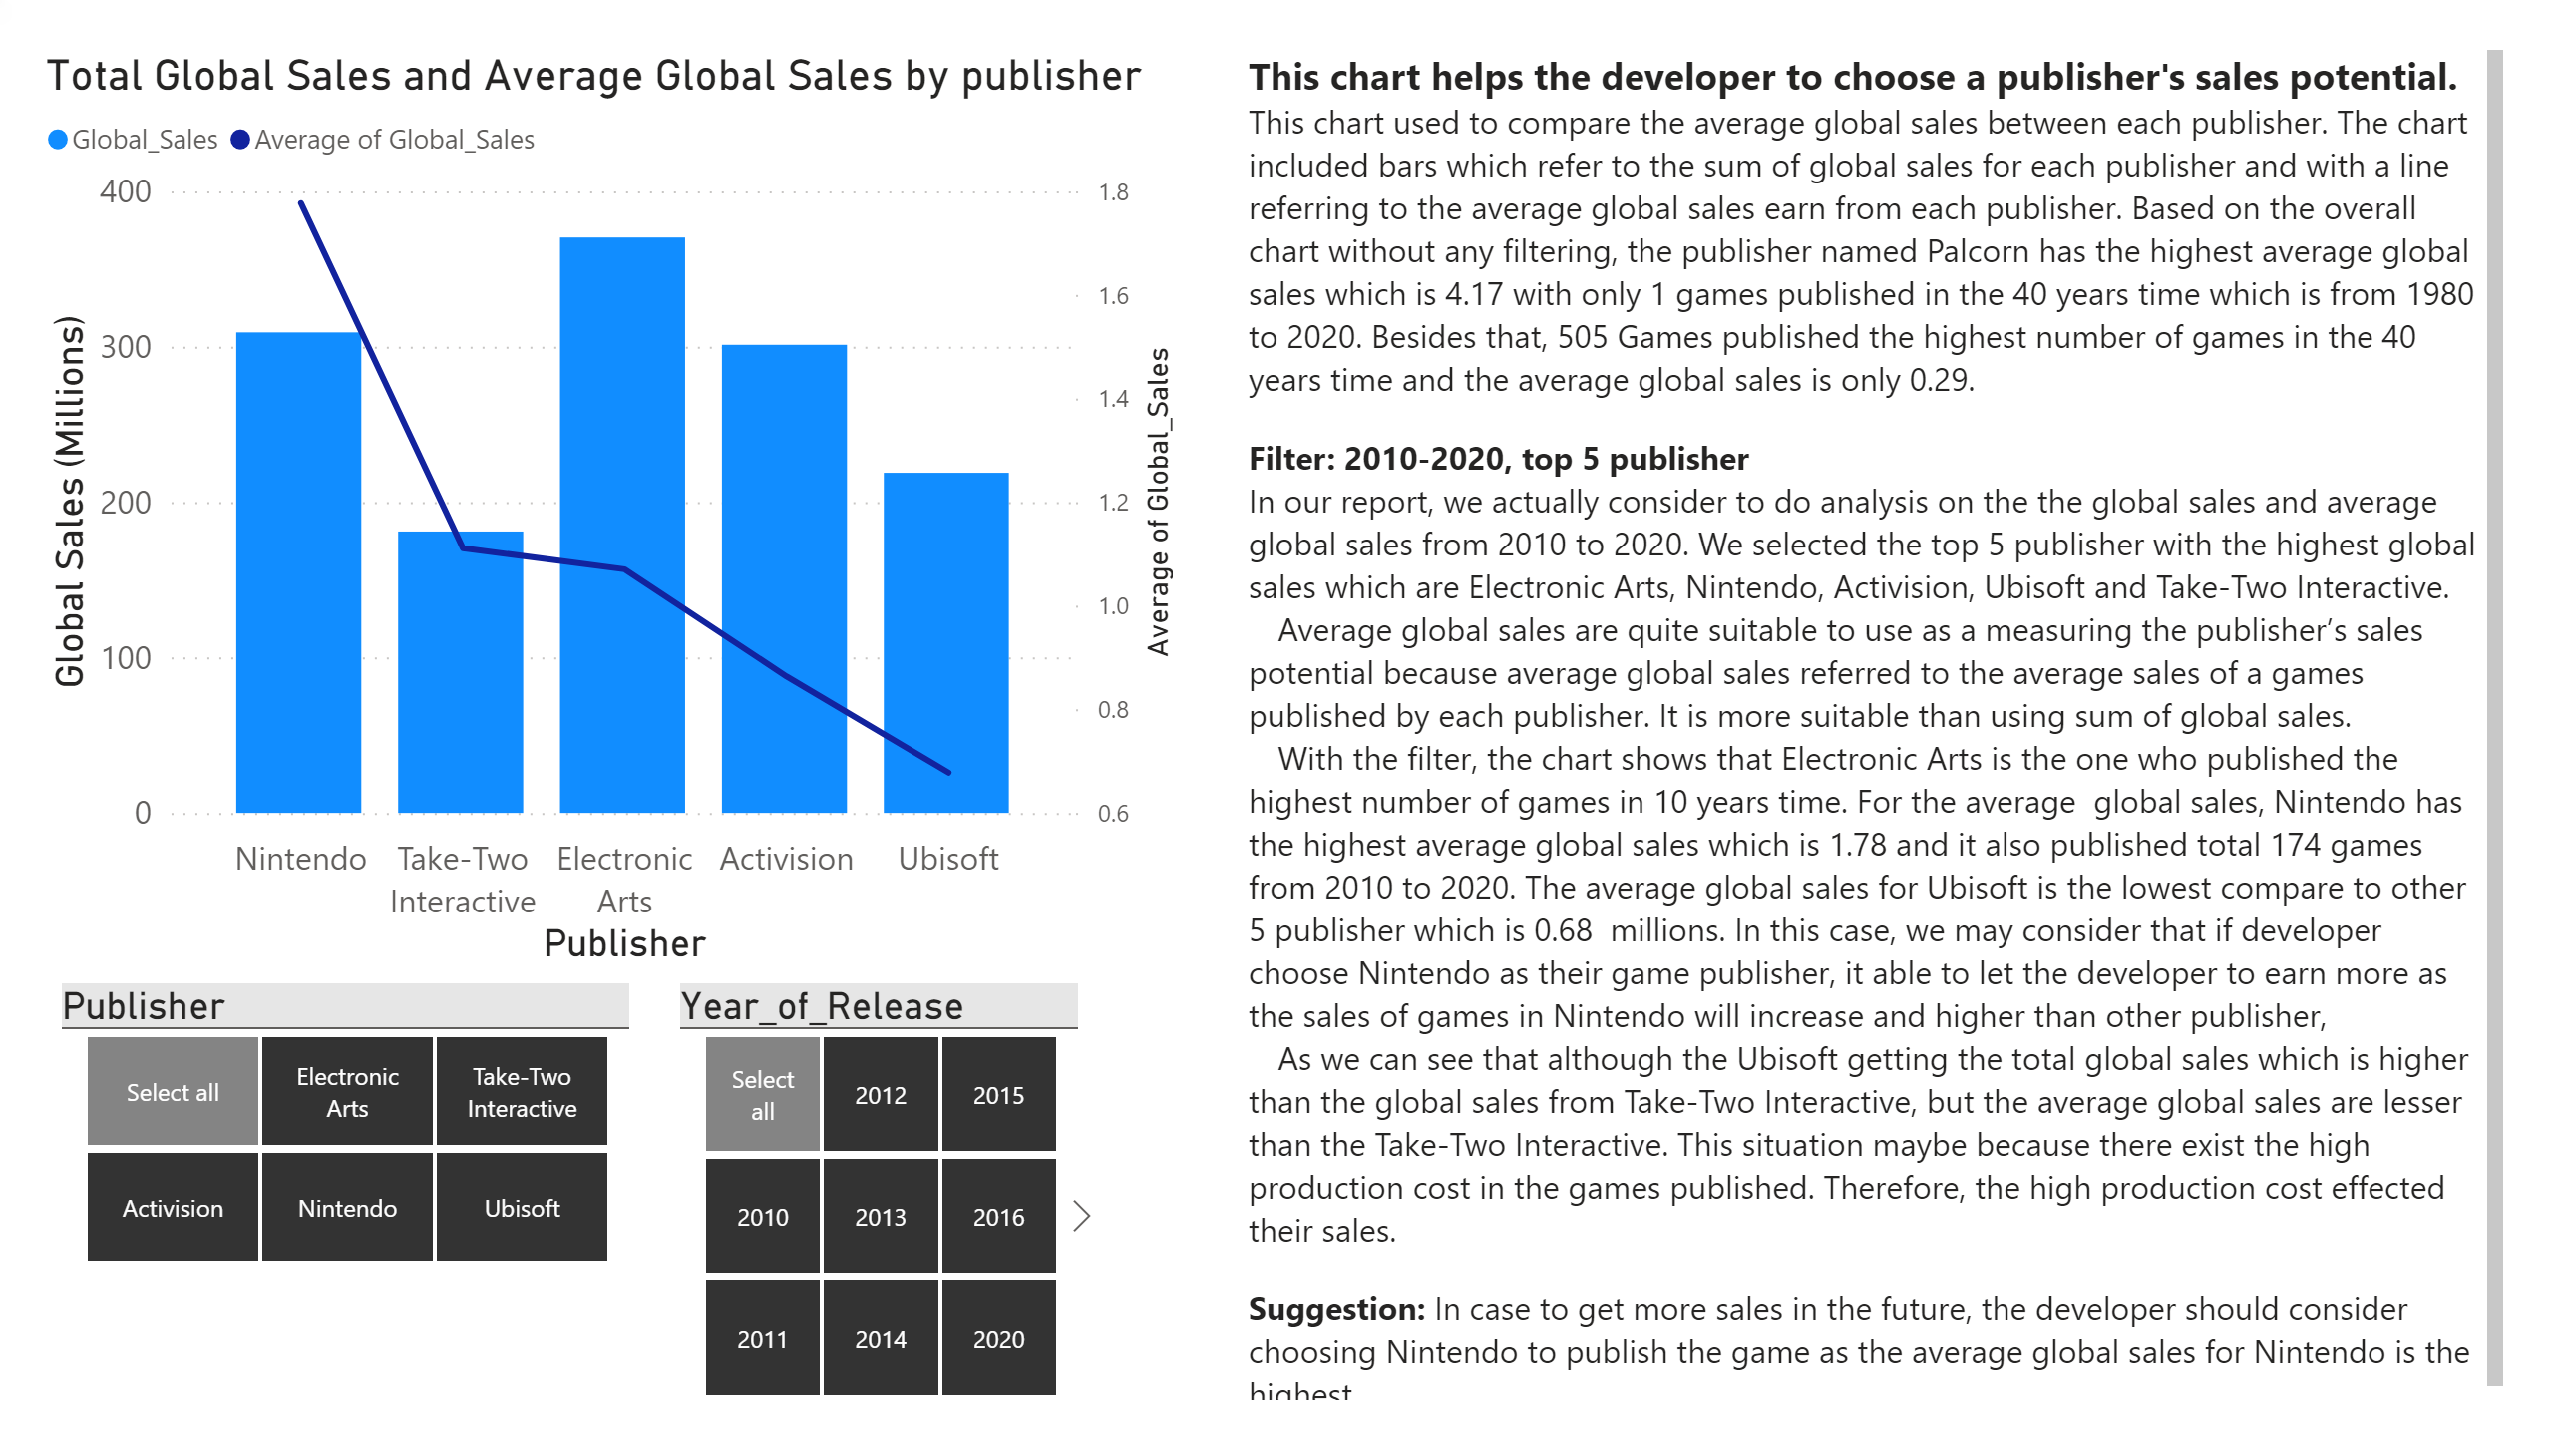 Total Global Sales and Average Global Sales by publisher
Global_Sales Average of Global_Sales
Global Sales (Millions)
400
300
200
100
0
1.8
1.6
1.4
1.2
1.0
0.8
0.6
Average of Global_Sales
Nintendo
Take-Two
Interactive
Electronic
Arts
Activision
Ubisoft
Publisher
Publisher
Select all
Electronic
Arts
Take-Two
Interactive
Activision
Nintendo
Ubisoft
Year_of_Release
Select
all
2012
2015
2010
2013
2016
2011
2014
2020
This chart helps the developer to choose a publisher's sales potential.
This chart used to compare the average global sales between each publisher. The chart
included bars which refer to the sum of global sales for each publisher and with a line
referring to the average global sales earn from each publisher. Based on the overall
chart without any filtering, the publisher named Palcorn has the highest average global
sales which is 4.17 with only 1 games published in the 40 years time which is from 1980
to 2020. Besides that, 505 Games published the highest number of games in the 40
years time and the average global sales is only 0.29.
Filter: 2010-2020, top 5 publisher
In our report, we actually consider to do analysis on the the global sales and average
global sales from 2010 to 2020. We selected the top 5 publisher with the highest global
sales which are Electronic Arts, Nintendo, Activision, Ubisoft and Take-Two Interactive.
Average global sales are quite suitable to use as a measuring the publisher’s sales
potential because average global sales referred to the average sales of a games
published by each publisher. It is more suitable than using sum of global sales.
With the filter, the chart shows that Electronic Arts is the one who published the
highest number of games in 10 years time. For the average  global sales, Nintendo has
the highest average global sales which is 1.78 and it also published total 174 games
from 2010 to 2020. The average global sales for Ubisoft is the lowest compare to other
5 publisher which is 0.68  millions. In this case, we may consider that if developer
choose Nintendo as their game publisher, it able to let the developer to earn more as
the sales of games in Nintendo will increase and higher than other publisher,
As we can see that although the Ubisoft getting the total global sales which is higher
than the global sales from Take-Two Interactive, but the average global sales are lesser
than the Take-Two Interactive. This situation maybe because there exist the high
production cost in the games published. Therefore, the high production cost effected
their sales.
Suggestion: In case to get more sales in the future, the developer should consider
choosing Nintendo to publish the game as the average global sales for Nintendo is the
highest